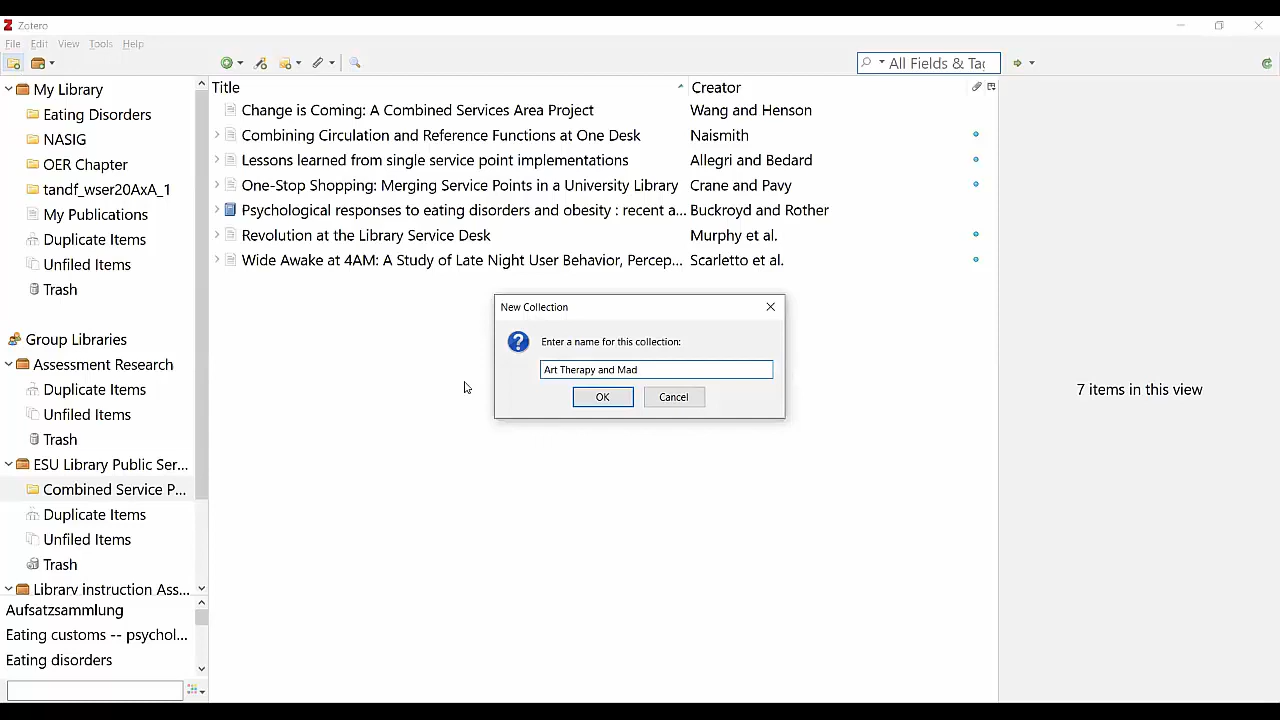 Zotero
File Edit View Tools Help
All Fields & Tag
My Library
Eating Disorders
NASIG
OER Chapter
tandf_wser20AxA_1
My Publications
Duplicate Items
Unfiled Items
Trash
Group Libraries
Assessment Research
Duplicate Items
Unfiled Items
Trash
ESU Library Public Ser...
Combined Service P...
Duplicate Items
Unfiled Items
Trash
Library instruction Ass...
Aufsatzsammlung
Eating customs -- psychol...
Eating disorders
Title Creator
Change is Coming: A Combined Services Area Project Wang and Henson
Combining Circulation and Reference Functions at One Desk Naismith
Lessons learned from single service point implementations Allegri and Bedard
One-Stop Shopping: Merging Service Points in a University Library Crane and Pavy
Psychological responses to eating disorders and obesity : recent a... Buckroyd and Rother
Revolution at the Library Service Desk Murphy et al.
Wide Awake at 4AM: A Study of Late Night User Behavior, Percep... Scarletto et al.
New Collection
Enter a name for this collection:
Art Therapy and Mad
OK Cancel
7 items in this view